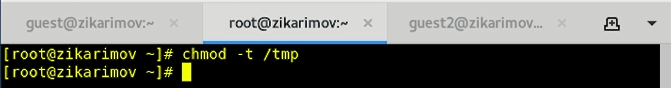 guest@zikarimov:~
root@zikarimov:~
guest2@zikarimov...
[root@zikarimov ~]# chmod -t /tmp
[root@zikarimov ~]#